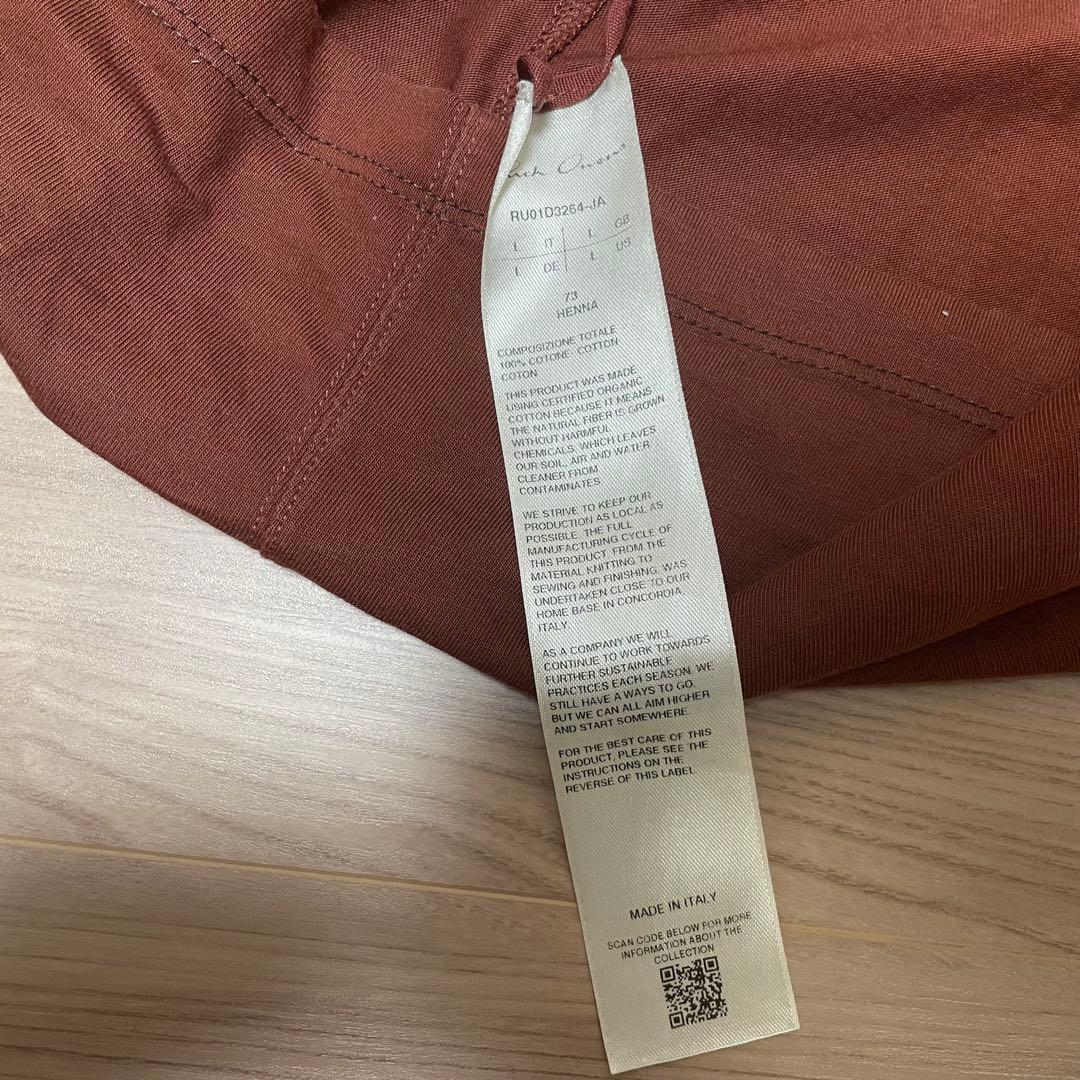 Rick Owens
RU01D3264-JA
L IT L GB
L DE L US
73
HENNA
COMPOSIZIONE TOTALE
100% COTONE: COTTON
COTON
THIS PRODUCT WAS MADE
USING CERTIFIED ORGANIC
COTTON BECAUSE IT MEANS
THE NATURAL FIBER IS GROWN
WITHOUT HARMFUL
CHEMICALS, WHICH LEAVES
OUR SOIL, AIR AND WATER
CLEANER FROM
CONTAMINATES
WE STRIVE TO KEEP OUR
PRODUCTION AS LOCAL AS
POSSIBLE. THE FULL
MANUFACTURING CYCLE OF
THIS PRODUCT, FROM THE
MATERIAL KNITTING TO
SEWING AND FINISHING, WAS
UNDERTAKEN CLOSE TO OUR
HOME BASE IN CONCORDIA,
ITALY.
AS A COMPANY WE WILL
CONTINUE TO WORK TOWARDS
FURTHER SUSTAINABLE
PRACTICES EACH SEASON. WE
STILL HAVE A WAYS TO GO.
BUT WE CAN ALL AIM HIGHER
AND START SOMEWHERE.
FOR THE BEST CARE OF THIS
PRODUCT, PLEASE SEE THE
INSTRUCTIONS ON THE
REVERSE OF THIS LABEL
MADE IN ITALY
SCAN CODE BELOW FOR MORE
INFORMATION ABOUT THE
COLLECTION